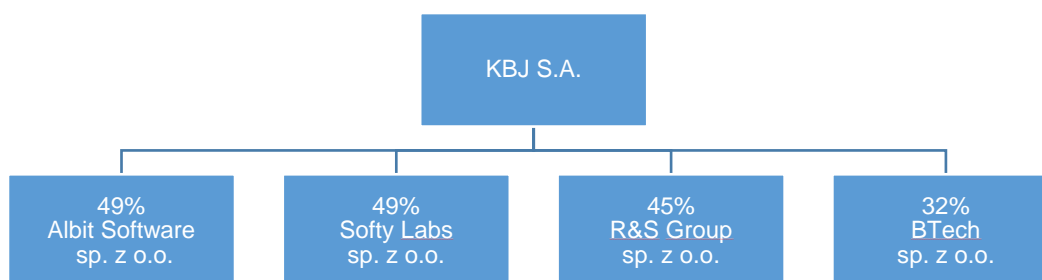 KBJ S.A.
49%
Albit Software
sp. z o.o.
49%
Softy Labs
sp. z o.o.
45%
R&S Group
sp. z o.o.
32%
BTech
sp. z o.o.